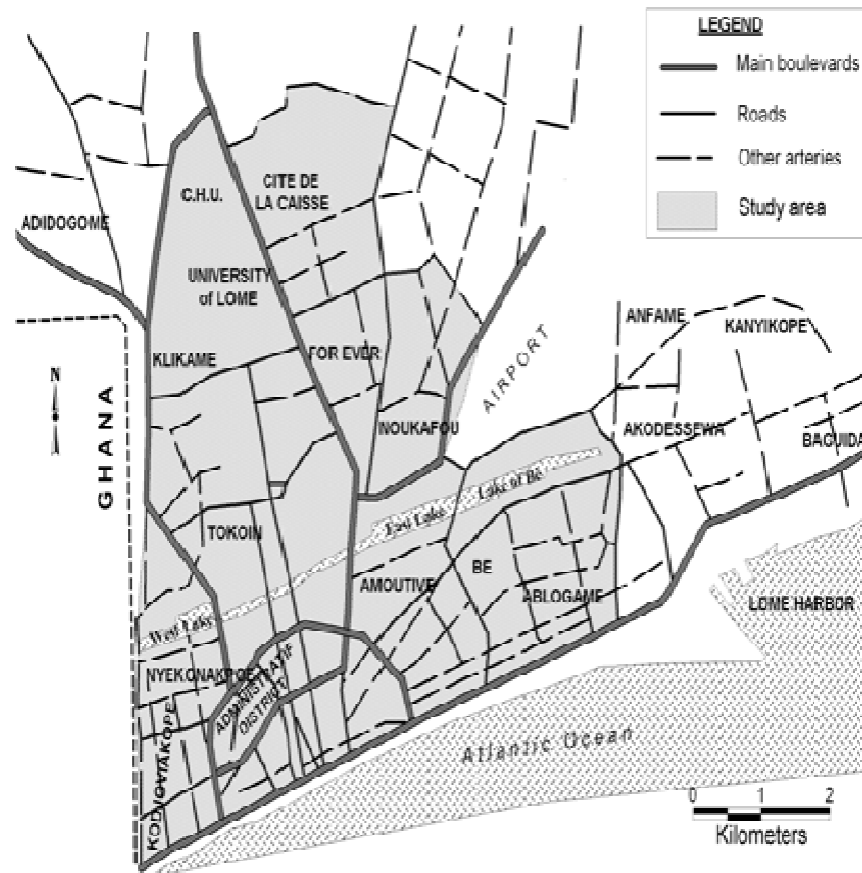 LEGEND
Main boulevards
Roads
Other arteries
Study area
C.H.U.
CITE DE
LA CAISSE
ADIDOGOME
UNIVERSITY
of LOME
ANFAME
KANYIKOPE
FOR EVER
KLIKAME
AIRPORT
N
GHANA
INOUKAFOU
AKODESSEWA
BAGUIDA
East Lake
Lake of Bè
TOKOIN
AMOUTIVE
BE
ABLOGAME
LOME HARBOR
West Lake
NYEKONAKPOE
ADMINISTRATIF
DISTRICT
KODJOVIAKOPE
Atlantic Ocean
0 1 2
Kilometers